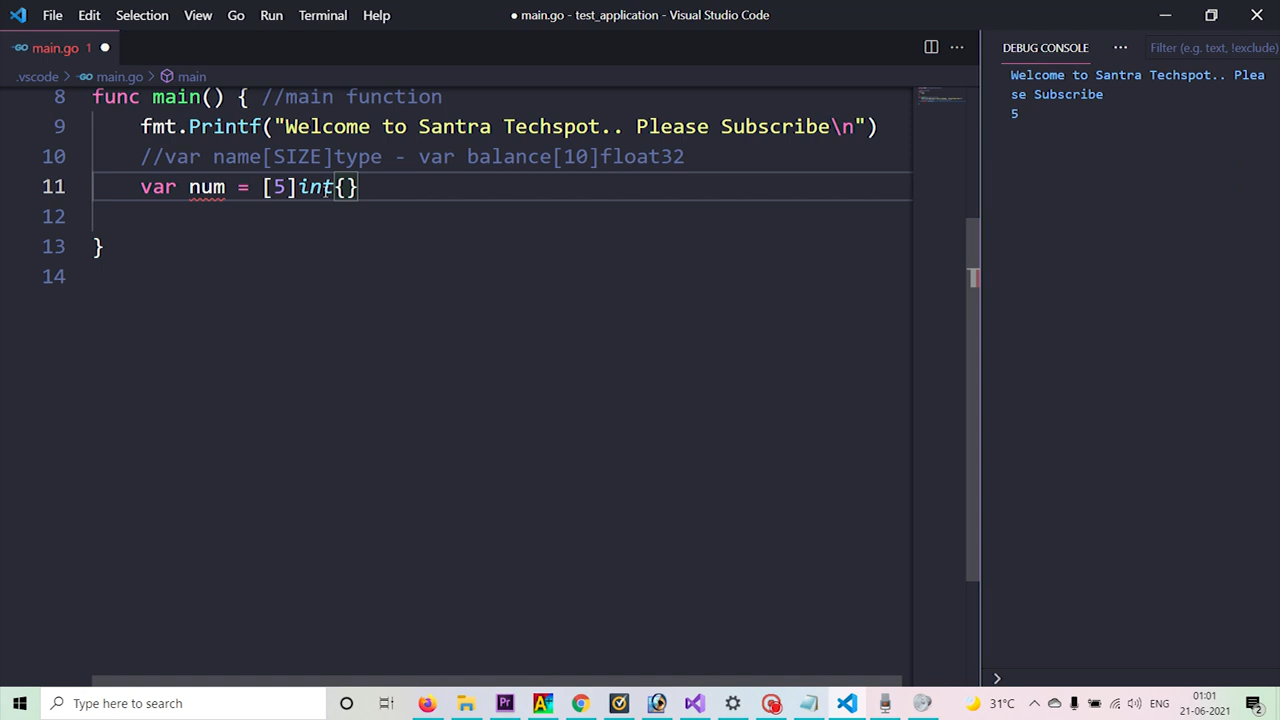 File Edit Selection View Go Run Terminal Help
● main.go - test_application - Visual Studio Code
main.go 1
DEBUG CONSOLE
Filter (e.g. text, !exclude)
.vscode > main.go > main
8 func main() { //main function
9 fmt.Printf("Welcome to Santra Techspot.. Please Subscribe\n")
10 //var name[SIZE]type - var balance[10]float32
11 var num = [5]int{}
12
13 }
14
Welcome to Santra Techspot.. Plea
se Subscribe
5
Type here to search
31°C
ENG
01:01
21-06-2021
2